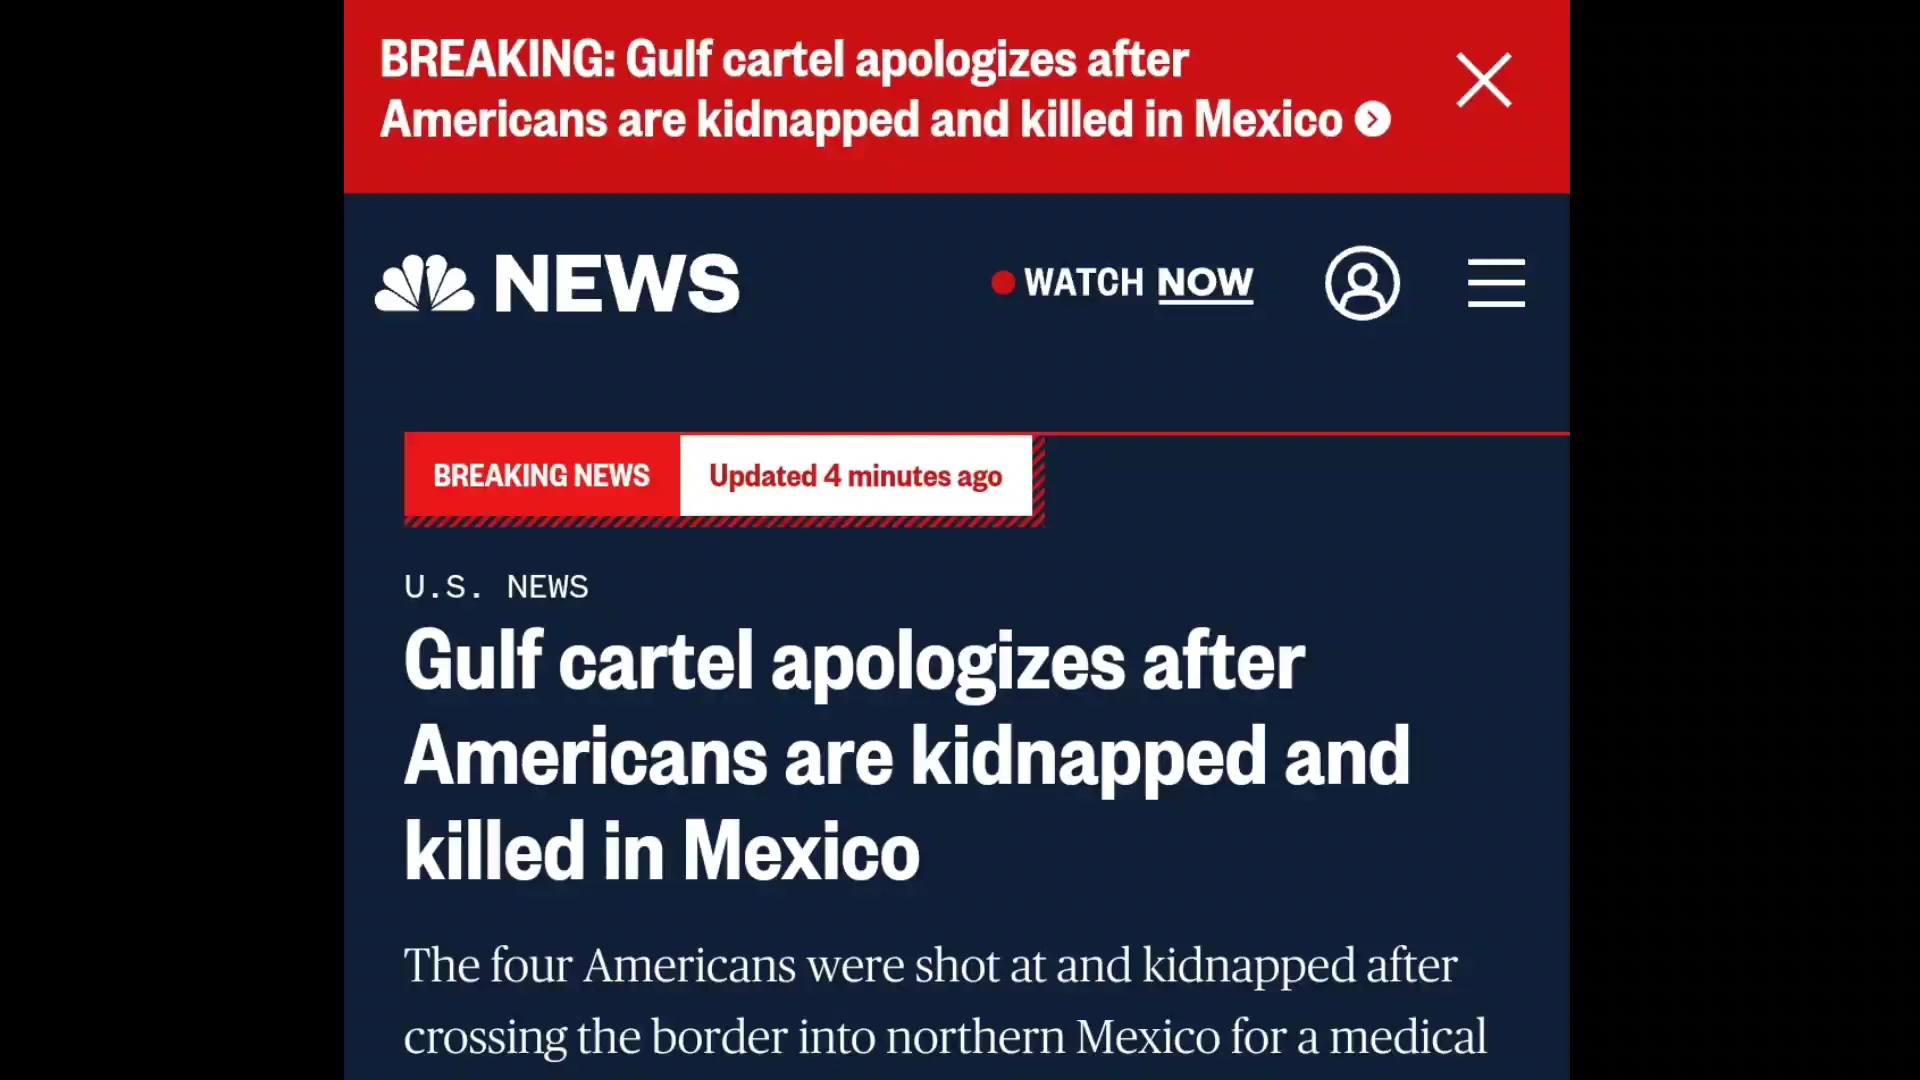 BREAKING: Gulf cartel apologizes after
Americans are kidnapped and killed in Mexico
NEWS
WATCH NOW
BREAKING NEWS
Updated 4 minutes ago
U.S. NEWS
Gulf cartel apologizes after
Americans are kidnapped and
killed in Mexico
The four Americans were shot at and kidnapped after
crossing the border into northern Mexico for a medical